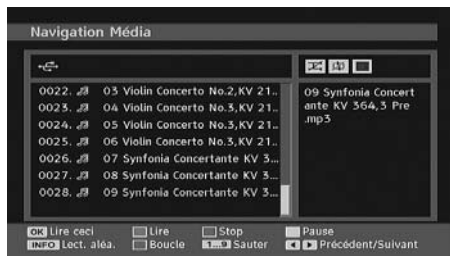 Navigation Média
0022. 03 Violin Concerto No.2,KV 21..
0023. 04 Violin Concerto No.3,KV 21..
0024. 05 Violin Concerto No.3,KV 21..
0025. 06 Violin Concerto No.3,KV 21..
0026. 07 Synfonia Concertante KV 3...
0027. 08 Synfonia Concertante KV 3...
0028. 09 Synfonia Concertante KV 3...
09 Synfonia Concert
ante KV 364,3 Pre
.mp3
OK Lire ceci Lire Stop Pause
INFO Lect. aléa. Boucle 1...9 Sauter Précédent/Suivant